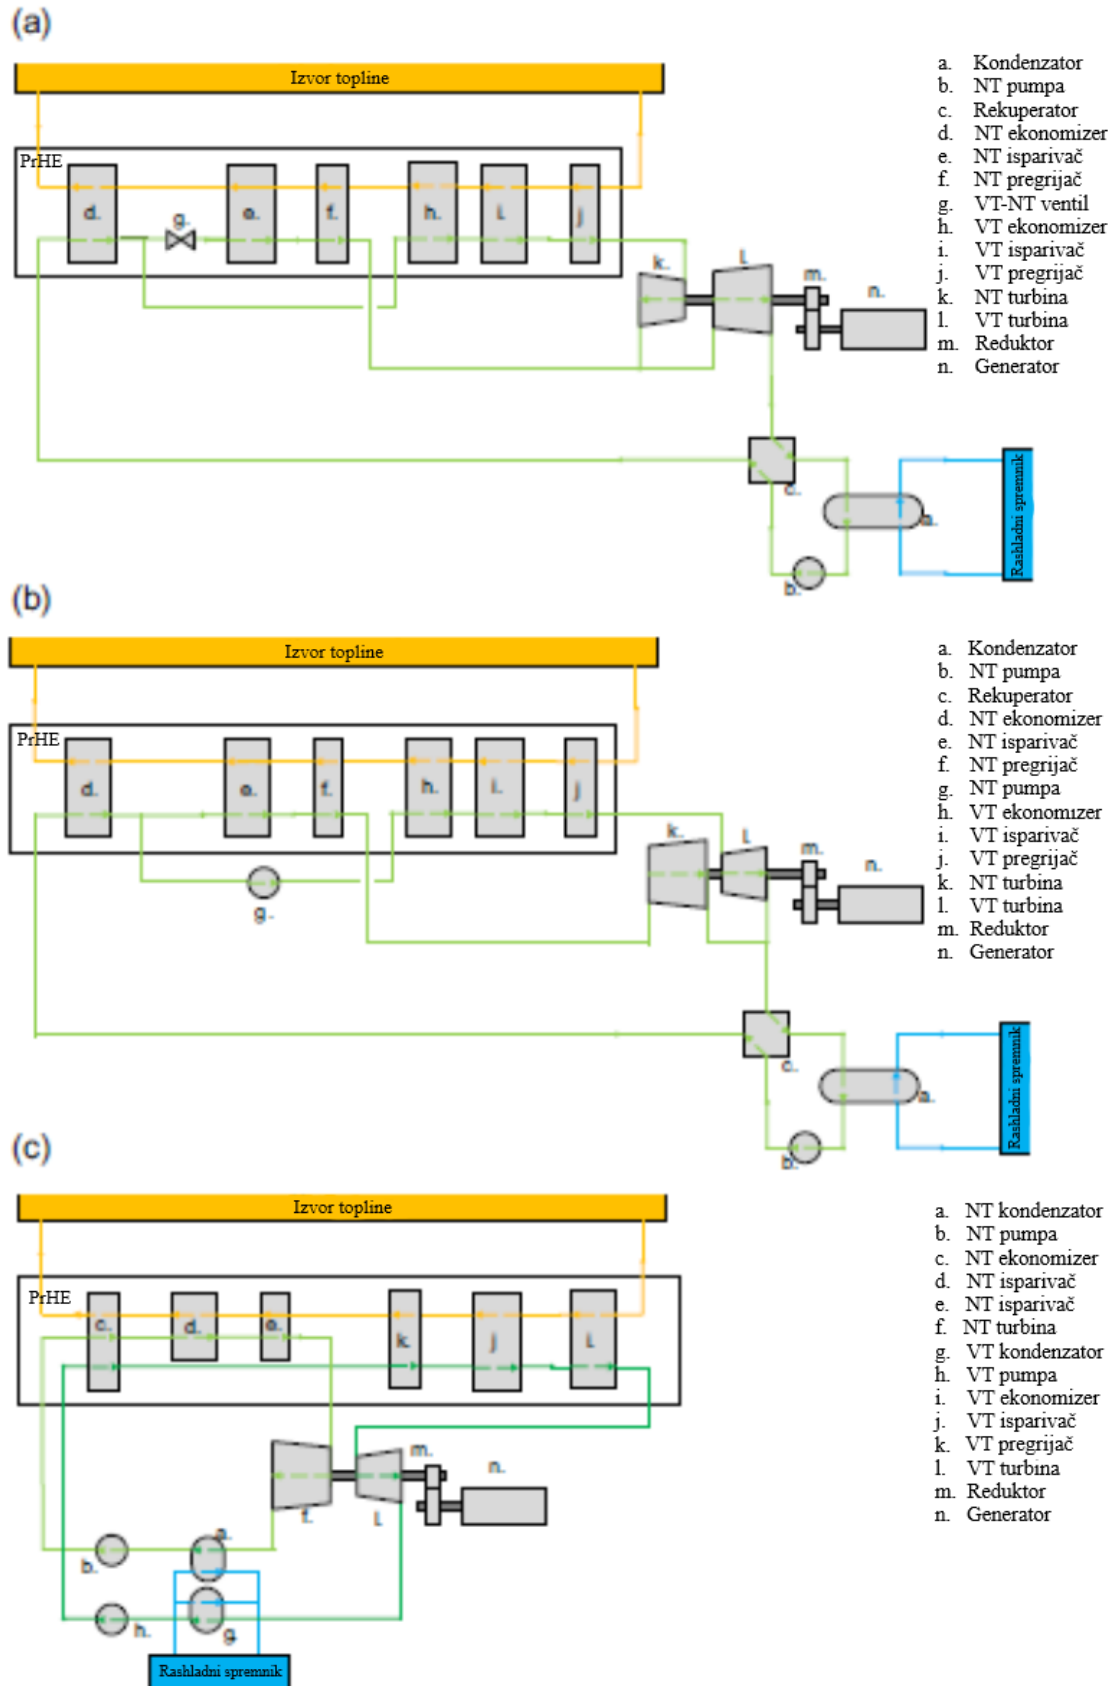 (a)
Izvor topline
PrHE
d.
g.
e.
f.
h.
i.
j
k.
l.
m.
n.
c.
a.
b.
Rashladni spremnik
a. Kondenzator
b. NT pumpa
c. Rekuperator
d. NT ekonomizer
e. NT isparivač
f. NT pregrijač
g. VT-NT ventil
h. VT ekonomizer
i. VT isparivač
j. VT pregrijač
k. NT turbina
l. VT turbina
m. Reduktor
n. Generator
(b)
Izvor topline
PrHE
d.
e.
f.
h.
i.
j
g.
k.
l.
m.
n.
c.
a.
b.
Rashladni spremnik
a. Kondenzator
b. NT pumpa
c. Rekuperator
d. NT ekonomizer
e. NT isparivač
f. NT pregrijač
g. NT pumpa
h. VT ekonomizer
i. VT isparivač
j. VT pregrijač
k. NT turbina
l. VT turbina
m. Reduktor
n. Generator
(c)
Izvor topline
PrHE
c.
d.
e.
k.
j
i.
f.
l.
m.
n.
a.
b.
g.
h.
Rashladni spremnik
a. NT kondenzator
b. NT pumpa
c. NT ekonomizer
d. NT isparivač
e. NT isparivač
f. NT turbina
g. VT kondenzator
h. VT pumpa
i. VT ekonomizer
j. VT isparivač
k. VT pregrijač
l. VT turbina
m. Reduktor
n. Generator